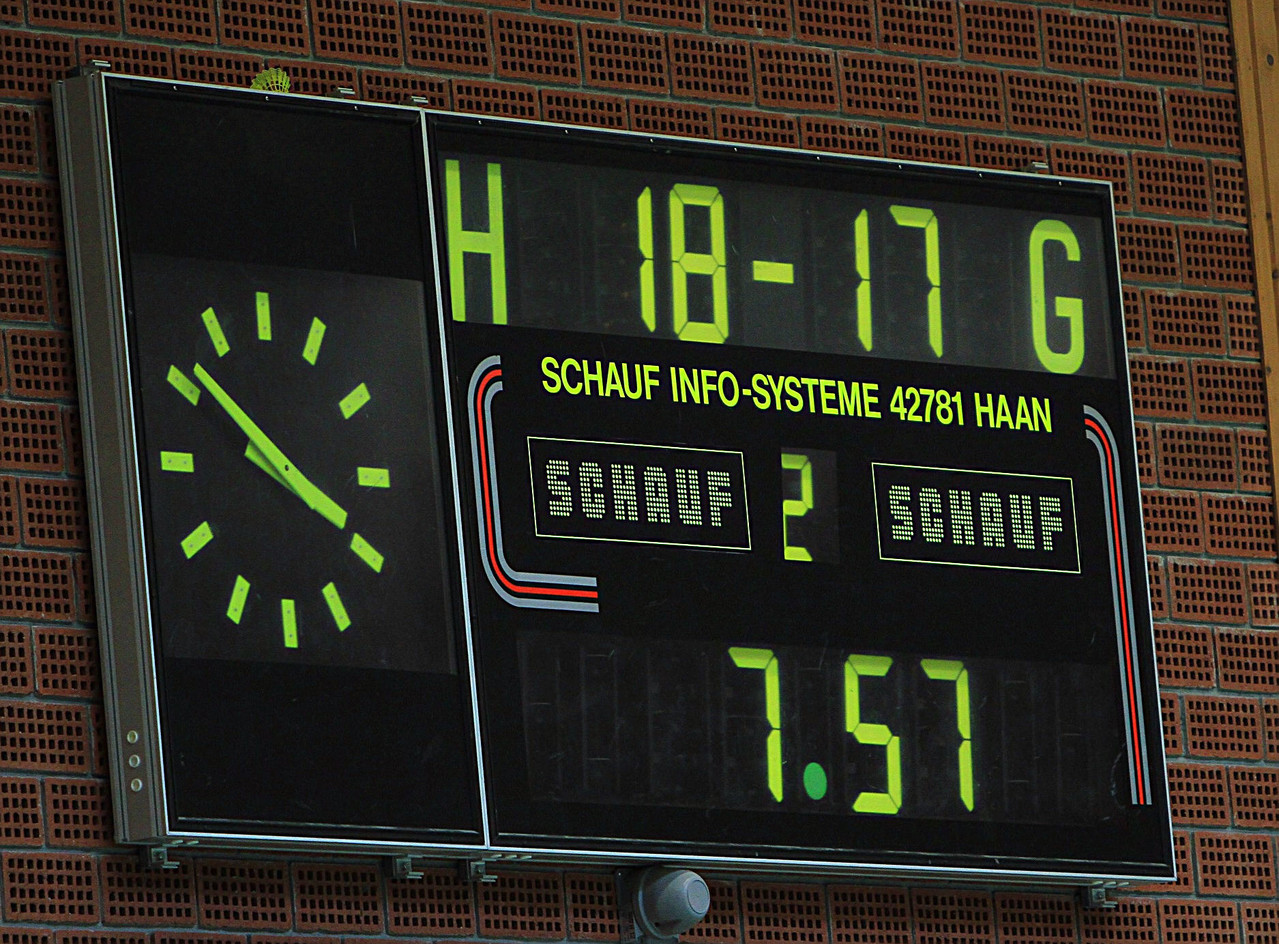 H 18-17 G
SCHAUF INFO-SYSTEME 42781 HAAN
SCHAUF 2 SCHAUF
7.57